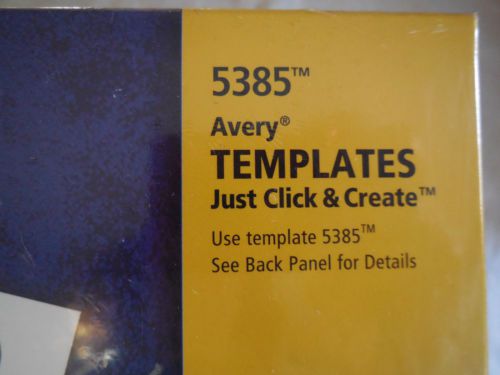 5385™
Avery®
TEMPLATES
Just Click & Create™
Use template 5385™
See Back Panel for Details